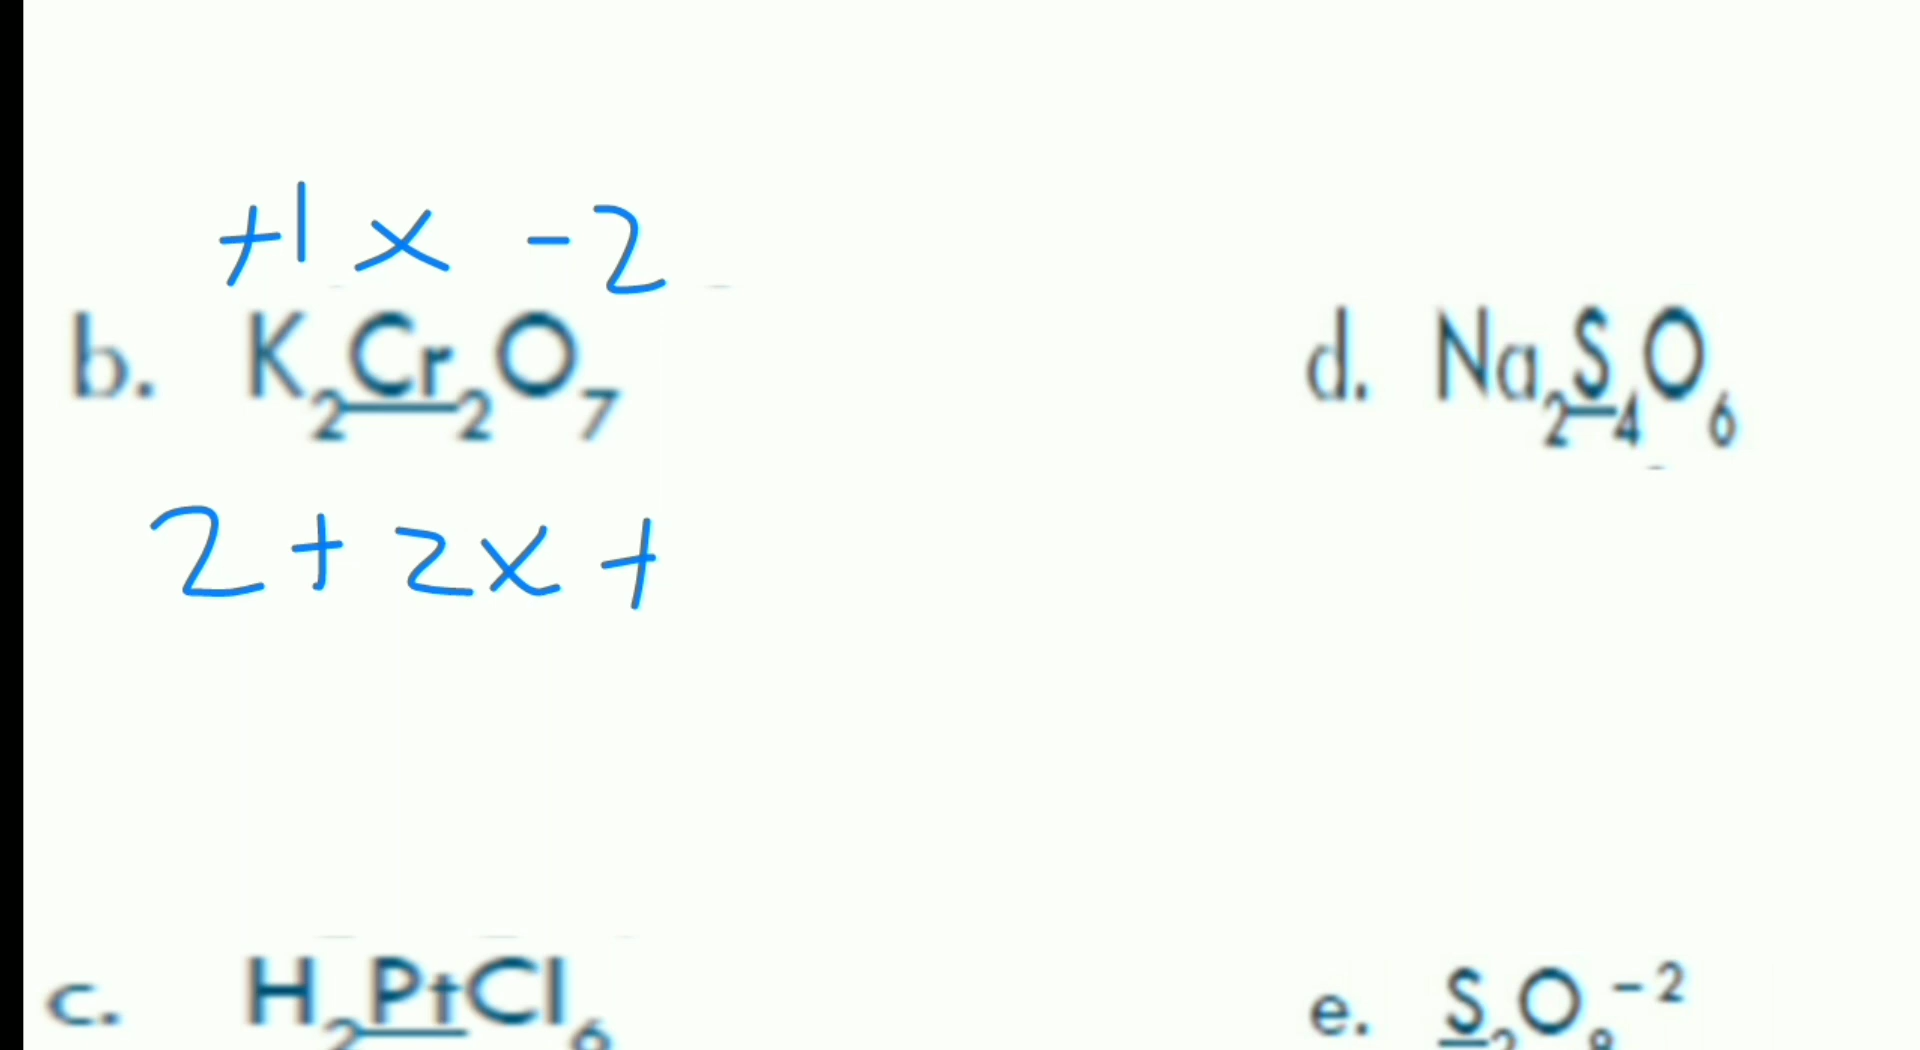 +1 x -2
b. K₂Cr₂O₇
2 + 2x +
d. Na₂S₄O₆
c. H₂PtCl₆
e. S₂O₈⁻²